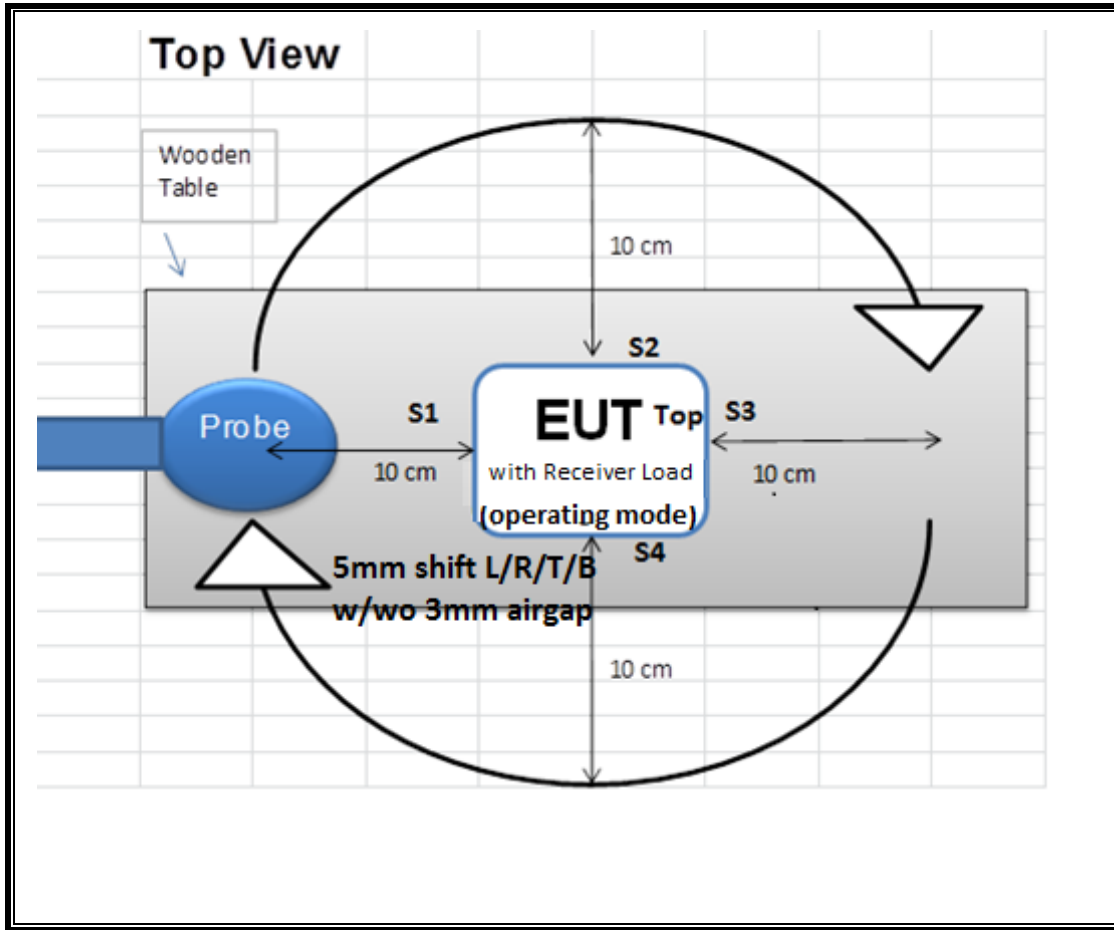 Top View
Wooden
Table
10 cm
S2
Probe
S1
EUT Top
S3
10 cm
with Receiver Load
10 cm
(operating mode)
S4
5mm shift L/R/T/B
w/wo 3mm airgap
10 cm